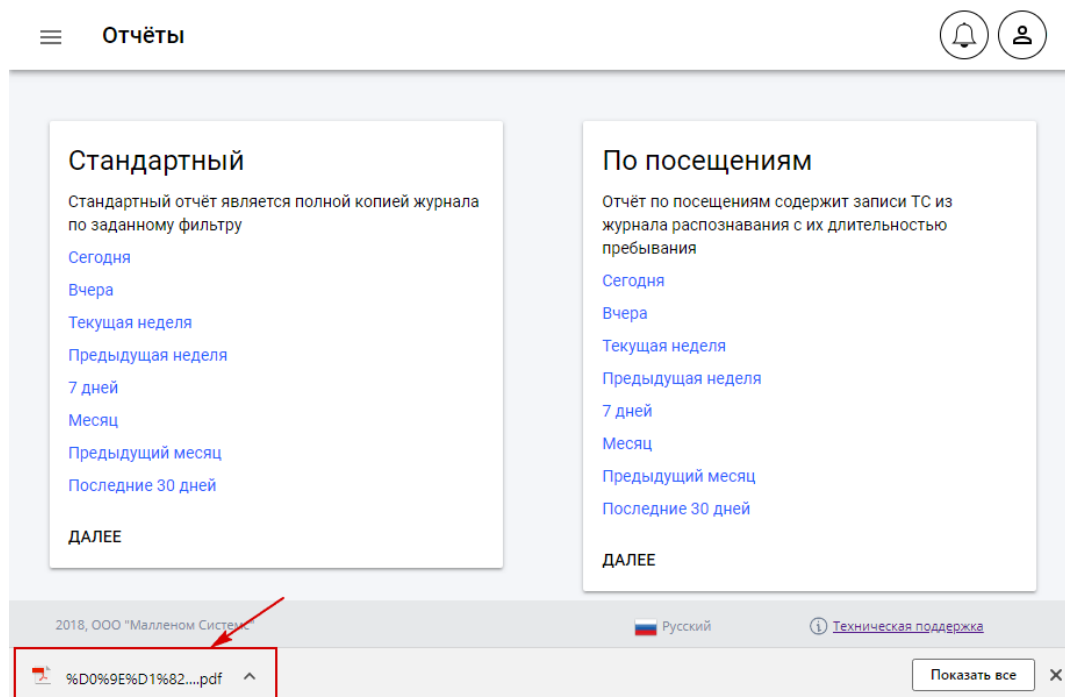 Отчёты
Стандартный
Стандартный отчёт является полной копией журнала
по заданному фильтру
Сегодня
Вчера
Текущая неделя
Предыдущая неделя
7 дней
Месяц
Предыдущий месяц
Последние 30 дней
ДАЛЕЕ
По посещениям
Отчёт по посещениям содержит записи ТС из
журнала распознавания с их длительностью
пребывания
Сегодня
Вчера
Текущая неделя
Предыдущая неделя
7 дней
Месяц
Предыдущий месяц
Последние 30 дней
ДАЛЕЕ
2018, ООО "Малленом Системс"
Русский
Техническая поддержка
%D0%9E%D1%82....pdf
Показать все